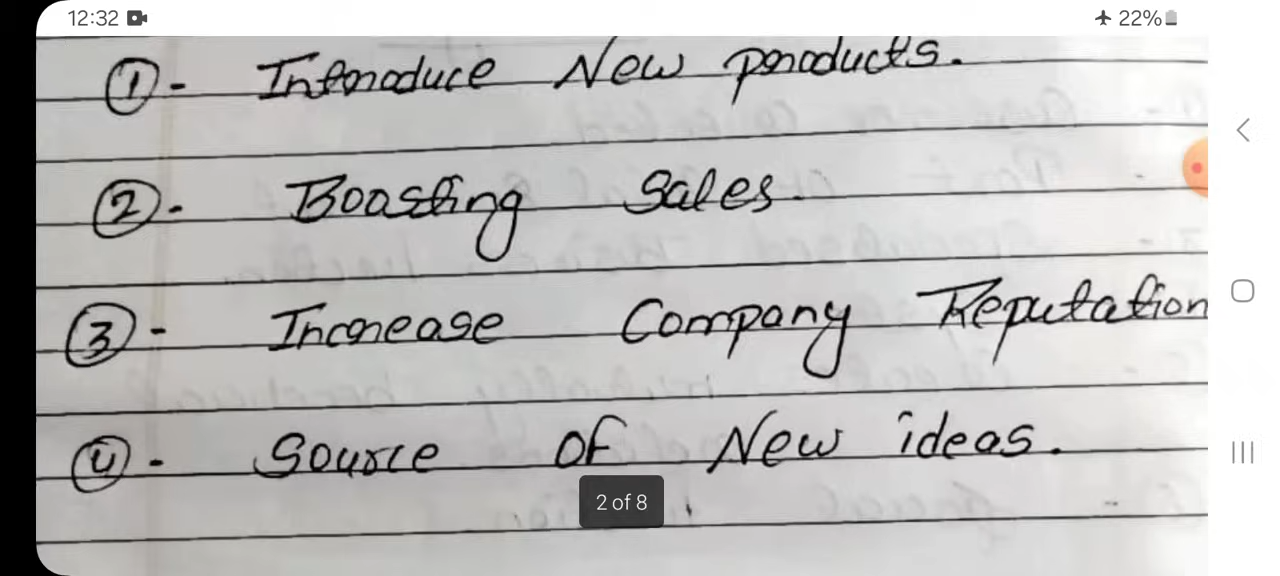 12:32 22%
①- Introduce New products.
②- Boosting Sales.
③- Increase Company Reputation
④- Source of New ideas.
2 of 8